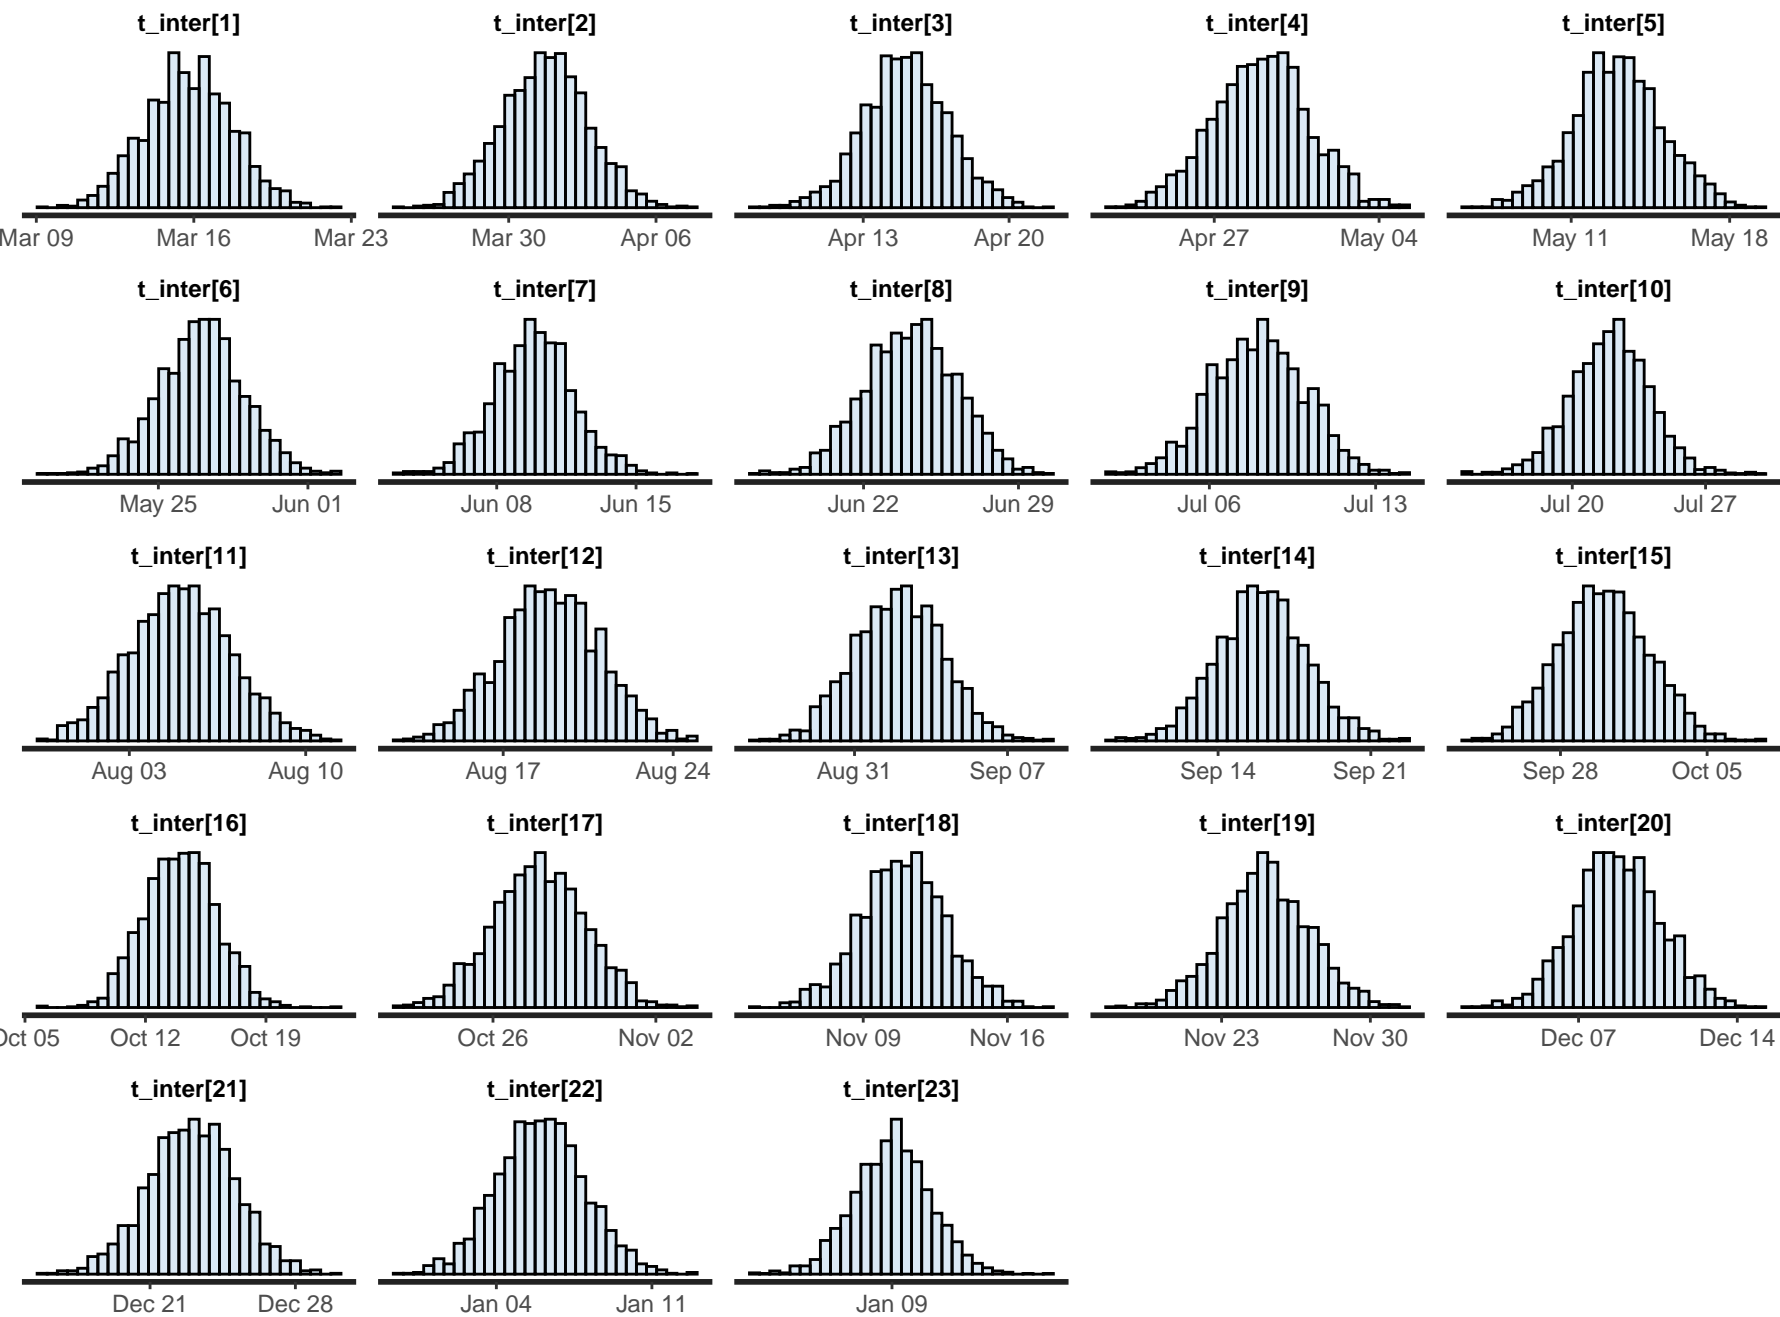 t_inter[1] t_inter[2] t_inter[3] t_inter[4] t_inter[5]
Mar 09 Mar 16 Mar 23 Mar 30 Apr 06 Apr 13 Apr 20 Apr 27 May 04 May 11 May 18
t_inter[6] t_inter[7] t_inter[8] t_inter[9] t_inter[10]
May 25 Jun 01 Jun 08 Jun 15 Jun 22 Jun 29 Jul 06 Jul 13 Jul 20 Jul 27
t_inter[11] t_inter[12] t_inter[13] t_inter[14] t_inter[15]
Aug 03 Aug 10 Aug 17 Aug 24 Aug 31 Sep 07 Sep 14 Sep 21 Sep 28 Oct 05
t_inter[16] t_inter[17] t_inter[18] t_inter[19] t_inter[20]
Oct 05 Oct 12 Oct 19 Oct 26 Nov 02 Nov 09 Nov 16 Nov 23 Nov 30 Dec 07 Dec 14
t_inter[21] t_inter[22] t_inter[23]
Dec 21 Dec 28 Jan 04 Jan 11 Jan 09